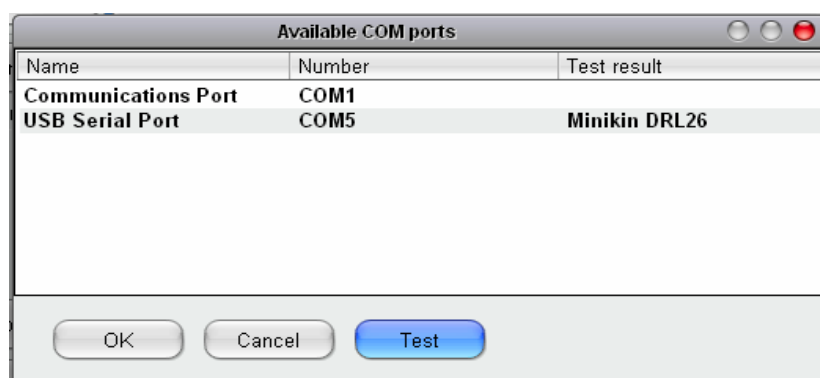 Available COM ports
Name Number Test result
Communications Port COM1
USB Serial Port COM5 Minikin DRL26
OK Cancel Test